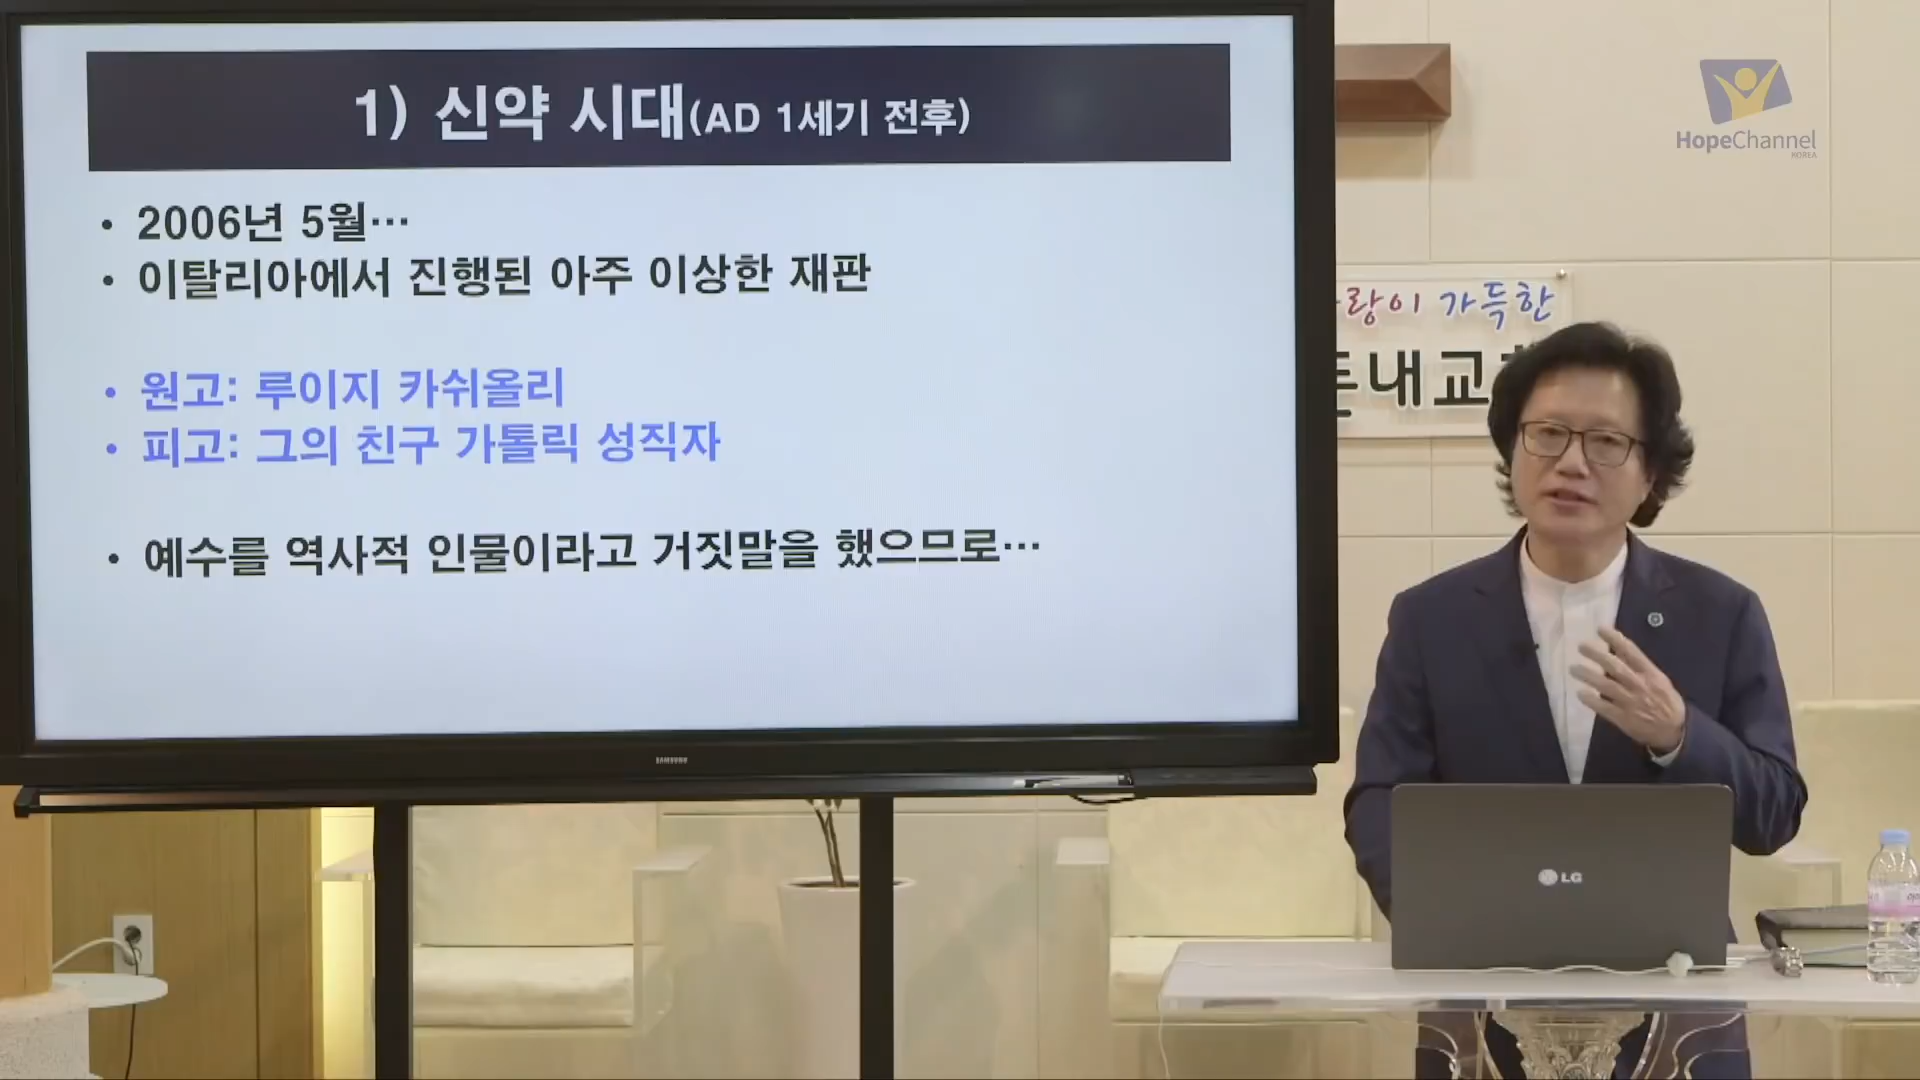 1) 신약 시대(AD 1세기 전후)
• 2006년 5월…
• 이탈리아에서 진행된 아주 이상한 재판
• 원고: 루이지 카쉬올리
• 피고: 그의 친구 가톨릭 성직자
• 예수를 역사적 인물이라고 거짓말을 했으므로…
SAMSUNG
HopeChannel
KOREA
가득한
LG